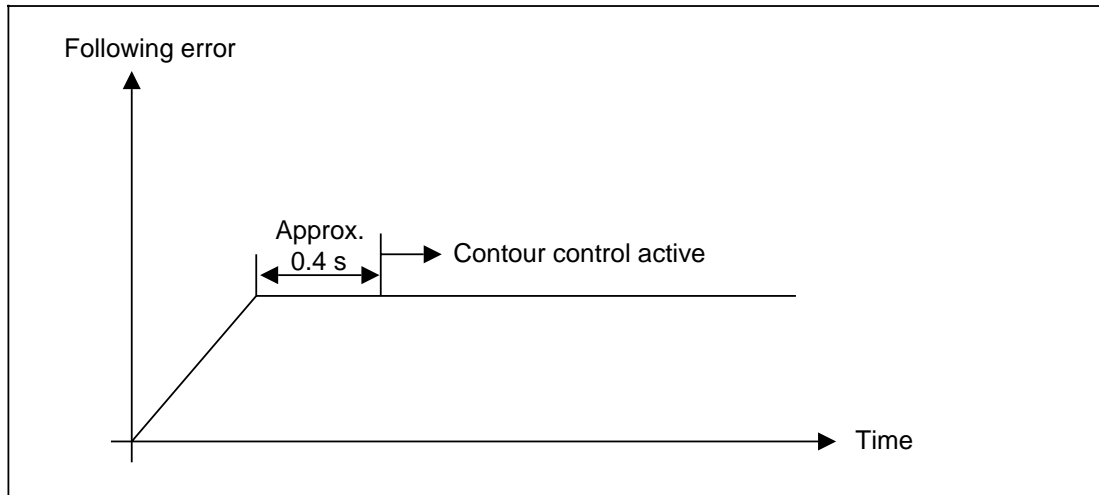 Following error
Approx.
0.4 s
Contour control active
Time